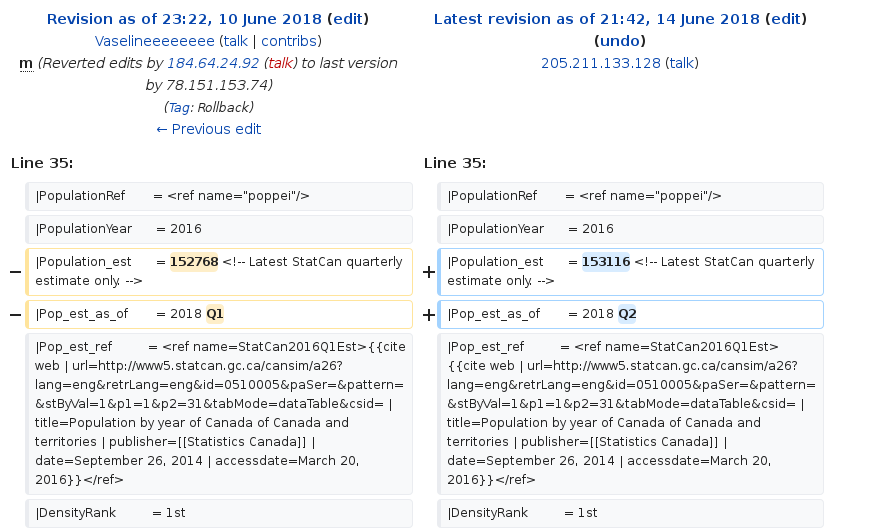 Revision as of 23:22, 10 June 2018 (edit)
Vaselineeeeeeee (talk | contribs)
m (Reverted edits by 184.64.24.92 (talk) to last version
by 78.151.153.74)
(Tag: Rollback)
← Previous edit
Latest revision as of 21:42, 14 June 2018 (edit)
(undo)
205.211.133.128 (talk)
Line 35:
Line 35:
|PopulationRef = <ref name="poppei"/>
|PopulationRef = <ref name="poppei"/>
|PopulationYear = 2016
|PopulationYear = 2016
− |Population_est = 152768 <!-- Latest StatCan quarterly
estimate only. -->
+ |Population_est = 153116 <!-- Latest StatCan quarterly
estimate only. -->
− |Pop_est_as_of = 2018 Q1
+ |Pop_est_as_of = 2018 Q2
|Pop_est_ref = <ref name=StatCan2016Q1Est>{{cite
web | url=http://www5.statcan.gc.ca/cansim/a26?
lang=eng&retrLang=eng&id=0510005&paSer=&pattern=
&stByVal=1&p1=1&p2=31&tabMode=dataTable&csid= |
title=Population by year of Canada of Canada and
territories | publisher=[[Statistics Canada]] |
date=September 26, 2014 | accessdate=March 20,
2016}}</ref>
|Pop_est_ref = <ref name=StatCan2016Q1Est>
{{cite web | url=http://www5.statcan.gc.ca/cansim/a26?
lang=eng&retrLang=eng&id=0510005&paSer=&pattern=
&stByVal=1&p1=1&p2=31&tabMode=dataTable&csid= |
title=Population by year of Canada of Canada and
territories | publisher=[[Statistics Canada]] |
date=September 26, 2014 | accessdate=March 20,
2016}}</ref>
|DensityRank = 1st
|DensityRank = 1st